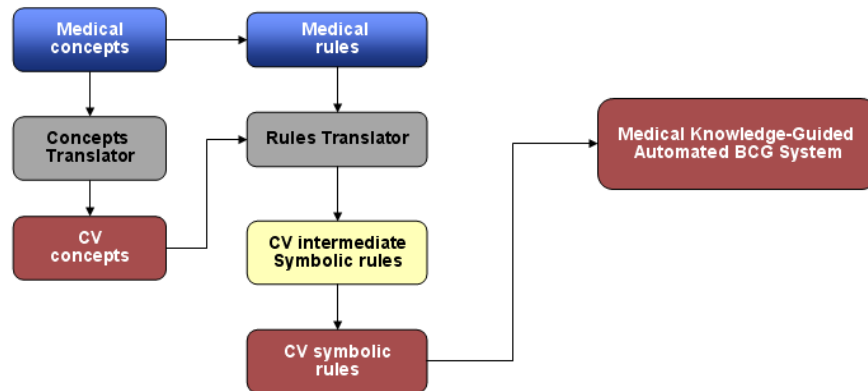 Medical
concepts
Medical
rules
Concepts
Translator
Rules Translator
Medical Knowledge-Guided
Automated BCG System
CV
concepts
CV intermediate
Symbolic rules
CV symbolic
rules